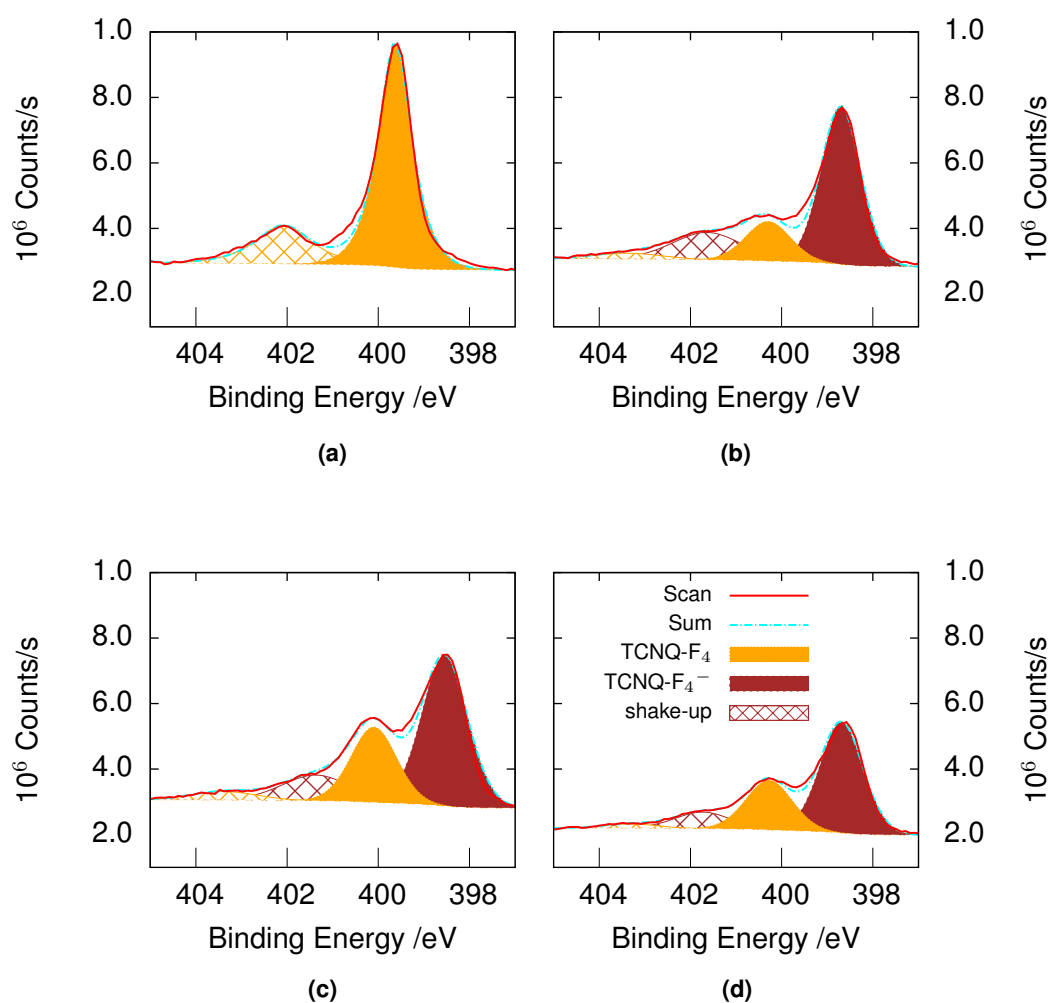 1.0
8.0
6.0
4.0
2.0
10⁶ Counts/s
404 402 400 398
Binding Energy /eV
(a)
1.0
8.0
6.0
4.0
2.0
10⁶ Counts/s
404 402 400 398
Binding Energy /eV
(b)
1.0
8.0
6.0
4.0
2.0
10⁶ Counts/s
404 402 400 398
Binding Energy /eV
(c)
Scan
Sum
TCNQ-F₄
TCNQ-F₄⁻
shake-up
1.0
8.0
6.0
4.0
2.0
10⁶ Counts/s
404 402 400 398
Binding Energy /eV
(d)